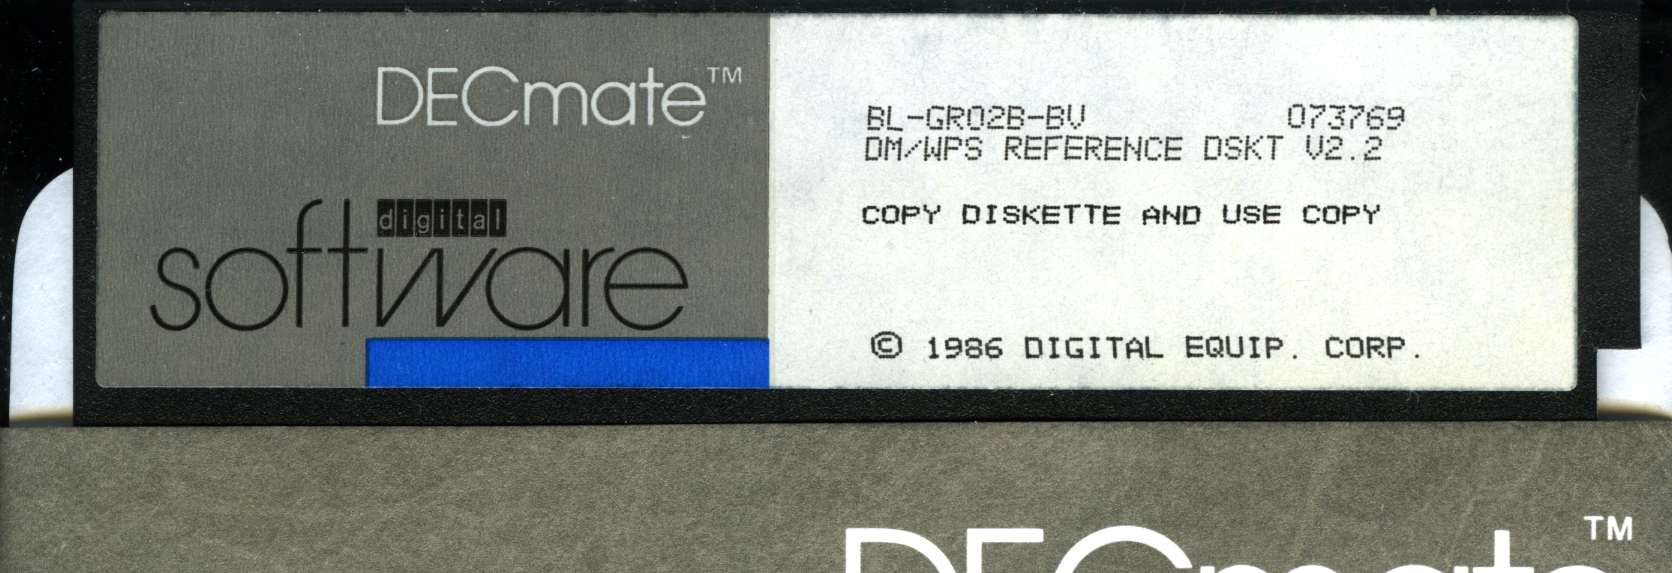 DECmate™
digital
software
BL-GR02B-BV 073769
DM/WPS REFERENCE DSKT V2.2
COPY DISKETTE AND USE COPY
© 1986 DIGITAL EQUIP. CORP.
DECmate™